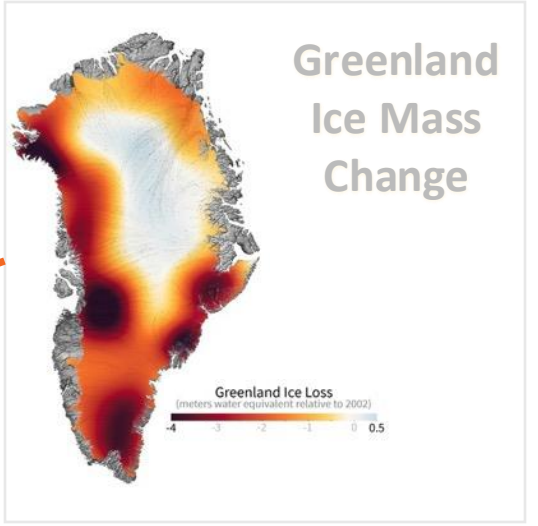 Greenland
Ice Mass
Change
Greenland Ice Loss
(meters water equivalent relative to 2002)
-4 -3 -2 -1 0 0.5